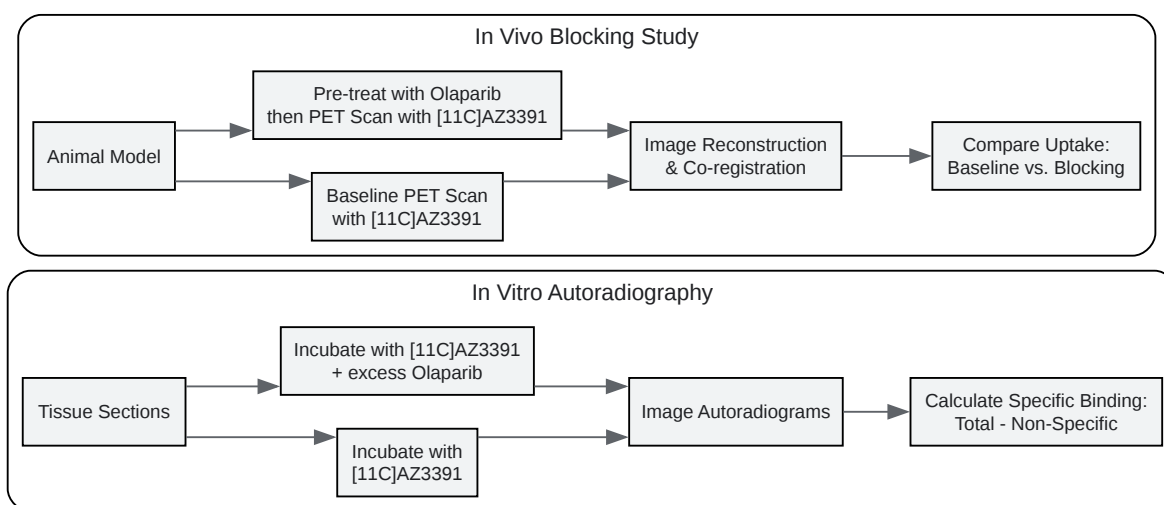 In Vivo Blocking Study
Pre-treat with Olaparib
then PET Scan with [11C]AZ3391
Animal Model
Baseline PET Scan
with [11C]AZ3391
Image Reconstruction
& Co-registration
Compare Uptake:
Baseline vs. Blocking
In Vitro Autoradiography
Incubate with [11C]AZ3391
+ excess Olaparib
Tissue Sections
Incubate with
[11C]AZ3391
Image Autoradiograms
Calculate Specific Binding:
Total - Non-Specific